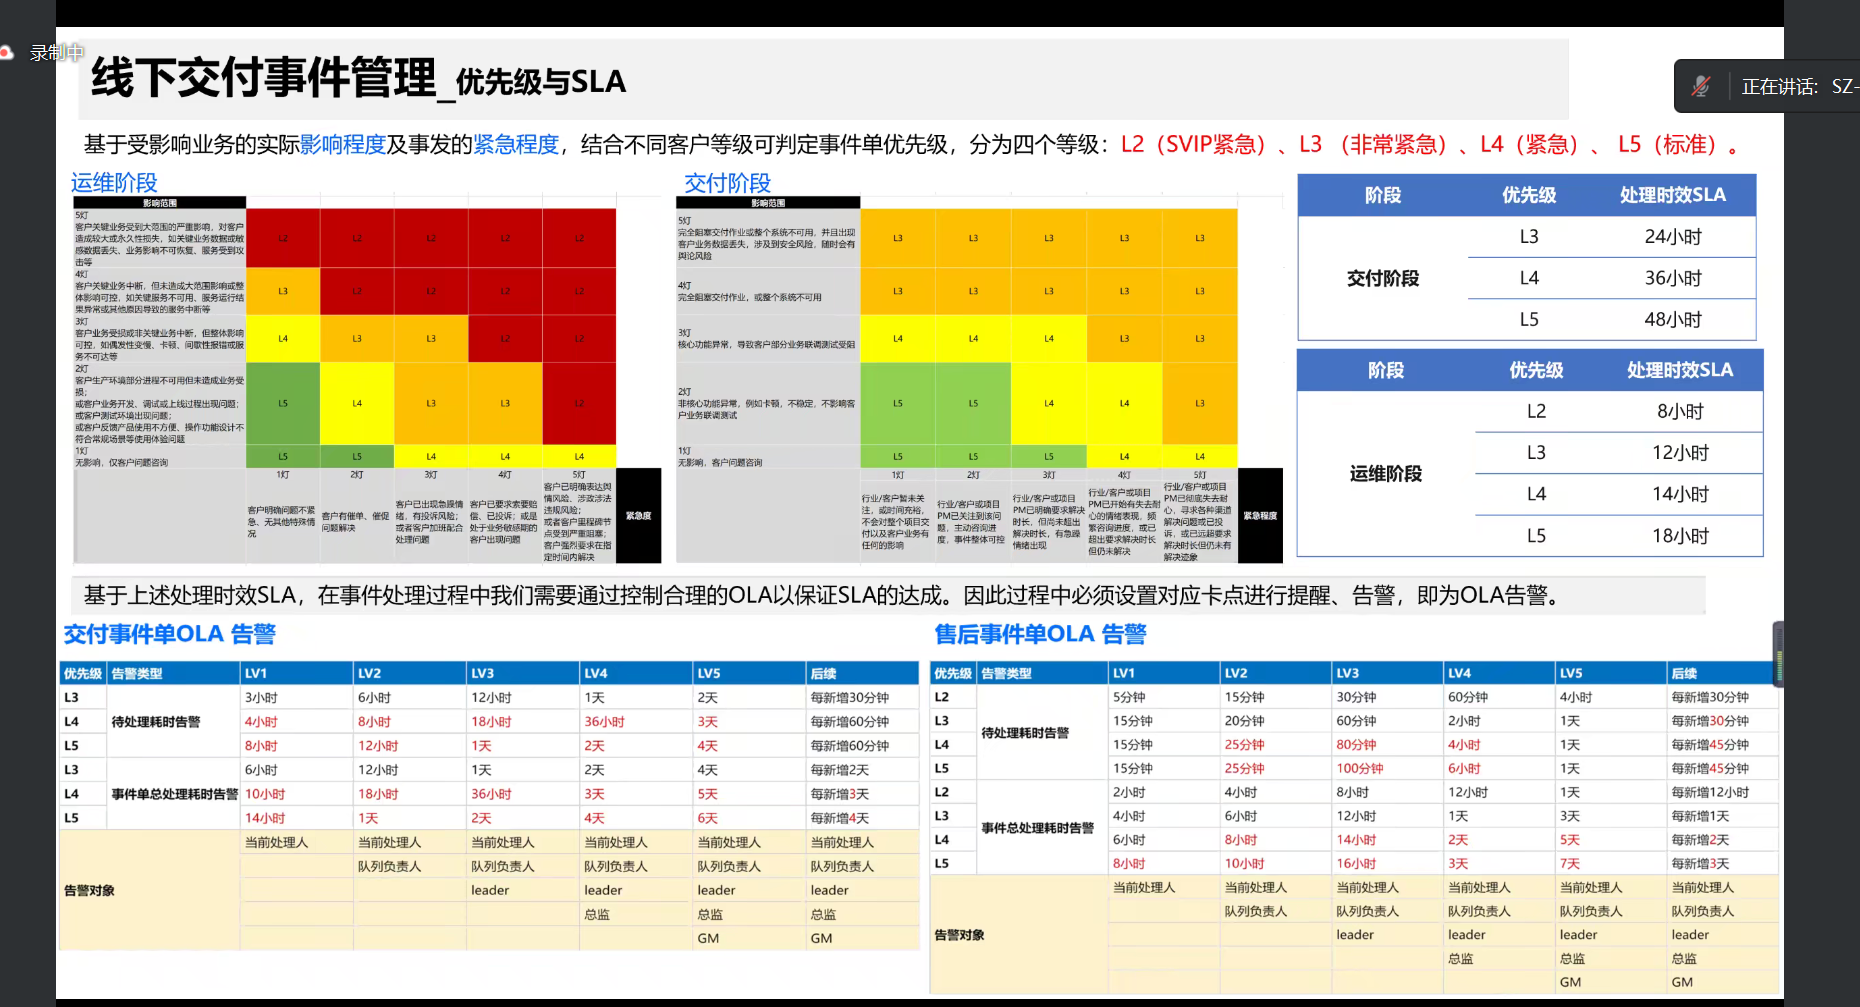 录制中
正在讲话: SZ-
线下交付事件管理_优先级与SLA
基于受影响业务的实际影响程度及事发的紧急程度，结合不同客户等级可判定事件单优先级，分为四个等级：L2（SVIP紧急）、L3 （非常紧急）、L4（紧急）、 L5（标准）。
运维阶段
影响范围
5灯
客户关键业务受到大范围的严重影响，对客户
造成较大或永久性损失，如关键业务数据或敏
感数据丢失、业务影响不可恢复、服务受到攻
击等
L2 L2 L2 L2 L2
4灯
客户关键业务中断，但未造成大范围影响或整
体影响可控，如关键服务不可用、服务运行结
果异常或其他原因导致的服务中断等
L3 L2 L2 L2 L2
3灯
客户业务受损或非关键业务中断，但整体影响
可控，如偶发性变慢、卡顿、间歇性报错或服
务不可达等
L4 L3 L3 L2 L2
2灯
客户生产环境部分进程不可用但未造成业务受
损；
或客户业务开发、调试或上线过程出现问题；
或客户测试环境出现问题；
或客户反馈产品使用不方便、操作功能设计不
符合常规场景等使用体验问题
L5 L4 L3 L3 L2
1灯
无影响，仅客户问题咨询
L5 L5 L4 L4 L4
1灯 2灯 3灯 4灯 5灯
客户明确问题不紧
急、无其他特殊情
况
客户有催单、催促
问题解决
客户已出现急躁情
绪，有投诉风险；
或者客户加班配合
处理问题
客户已要求索要赔
偿、已投诉；或是
处于业务敏感期的
客户出现问题
客户已明确表达舆
情风险、涉政涉法
违规风险；
或者客户里程碑节
点受到严重阻塞；
客户强烈要求在指
定时间内解决
紧急度
交付阶段
影响范围
5灯
完全阻塞交付作业或整个系统不可用，并且出现
客户业务数据丢失，涉及到安全风险，随时会有
舆论风险
L3 L3 L3 L3 L3
4灯
完全阻塞交付作业，或整个系统不可用
L3 L3 L3 L3 L3
3灯
核心功能异常，导致客户部分业务联调测试受阻
L4 L4 L4 L3 L3
2灯
非核心功能异常，例如卡顿，不稳定，不影响客
户业务联调测试
L5 L5 L4 L4 L3
1灯
无影响，客户问题咨询
L5 L5 L5 L4 L4
1灯 2灯 3灯 4灯 5灯
行业/客户暂未关
注，或时间充裕，
不会对整个项目交
付以及客户业务有
任何的影响
行业/客户或项目
PM已关注到该问
题，主动咨询进
度，事件整体可控
行业/客户或项目
PM已明确要求解决
时长，但尚未超出
解决时长，有急躁
情绪出现
行业/客户或项目
PM已开始有失去耐
心的情绪表现，频
繁咨询进度，或已
超出要求解决时长
但仍未解决
行业/客户或项目
PM已彻底失去耐
心，寻求各种渠道
解决问题或已投
诉，或已远超要求
解决时长但仍未有
解决迹象
紧急程度
阶段 优先级 处理时效SLA
交付阶段
L3 24小时
L4 36小时
L5 48小时
阶段 优先级 处理时效SLA
运维阶段
L2 8小时
L3 12小时
L4 14小时
L5 18小时
基于上述处理时效SLA，在事件处理过程中我们需要通过控制合理的OLA以保证SLA的达成。因此过程中必须设置对应卡点进行提醒、告警，即为OLA告警。
交付事件单OLA 告警
优先级 告警类型 LV1 LV2 LV3 LV4 LV5 后续
待处理耗时告警
L3 3小时 6小时 12小时 1天 2天 每新增30分钟
L4 4小时 8小时 18小时 36小时 3天 每新增60分钟
L5 8小时 12小时 1天 2天 4天 每新增60分钟
事件单总处理耗时告警
L3 6小时 12小时 1天 2天 4天 每新增2天
L4 10小时 18小时 36小时 3天 5天 每新增3天
L5 14小时 1天 2天 4天 6天 每新增4天
告警对象
当前处理人 当前处理人 当前处理人 当前处理人 当前处理人 当前处理人
队列负责人 队列负责人 队列负责人 队列负责人 队列负责人
leader leader leader leader
总监 总监 总监
GM GM
售后事件单OLA 告警
优先级 告警类型 LV1 LV2 LV3 LV4 LV5 后续
待处理耗时告警
L2 5分钟 15分钟 30分钟 60分钟 4小时 每新增30分钟
L3 15分钟 20分钟 60分钟 2小时 1天 每新增30分钟
L4 15分钟 25分钟 80分钟 4小时 1天 每新增45分钟
L5 15分钟 25分钟 100分钟 6小时 1天 每新增45分钟
事件总处理耗时告警
L2 2小时 4小时 8小时 12小时 1天 每新增12小时
L3 4小时 6小时 12小时 1天 3天 每新增1天
L4 6小时 8小时 14小时 2天 5天 每新增2天
L5 8小时 10小时 16小时 3天 7天 每新增3天
告警对象
当前处理人 当前处理人 当前处理人 当前处理人 当前处理人 当前处理人
队列负责人 队列负责人 队列负责人 队列负责人 队列负责人
leader leader leader leader
总监 总监 总监
GM GM